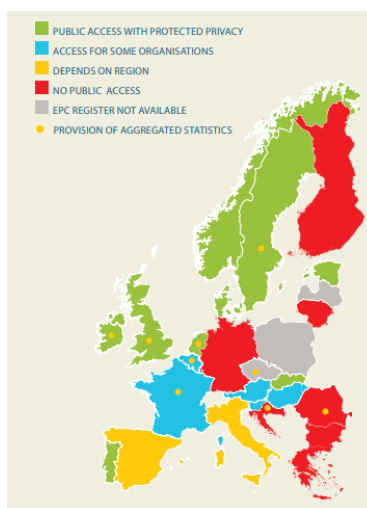 PUBLIC ACCESS WITH PROTECTED PRIVACY
ACCESS FOR SOME ORGANISATIONS
DEPENDS ON REGION
NO PUBLIC ACCESS
EPC REGISTER NOT AVAILABLE
PROVISION OF AGGREGATED STATISTICS